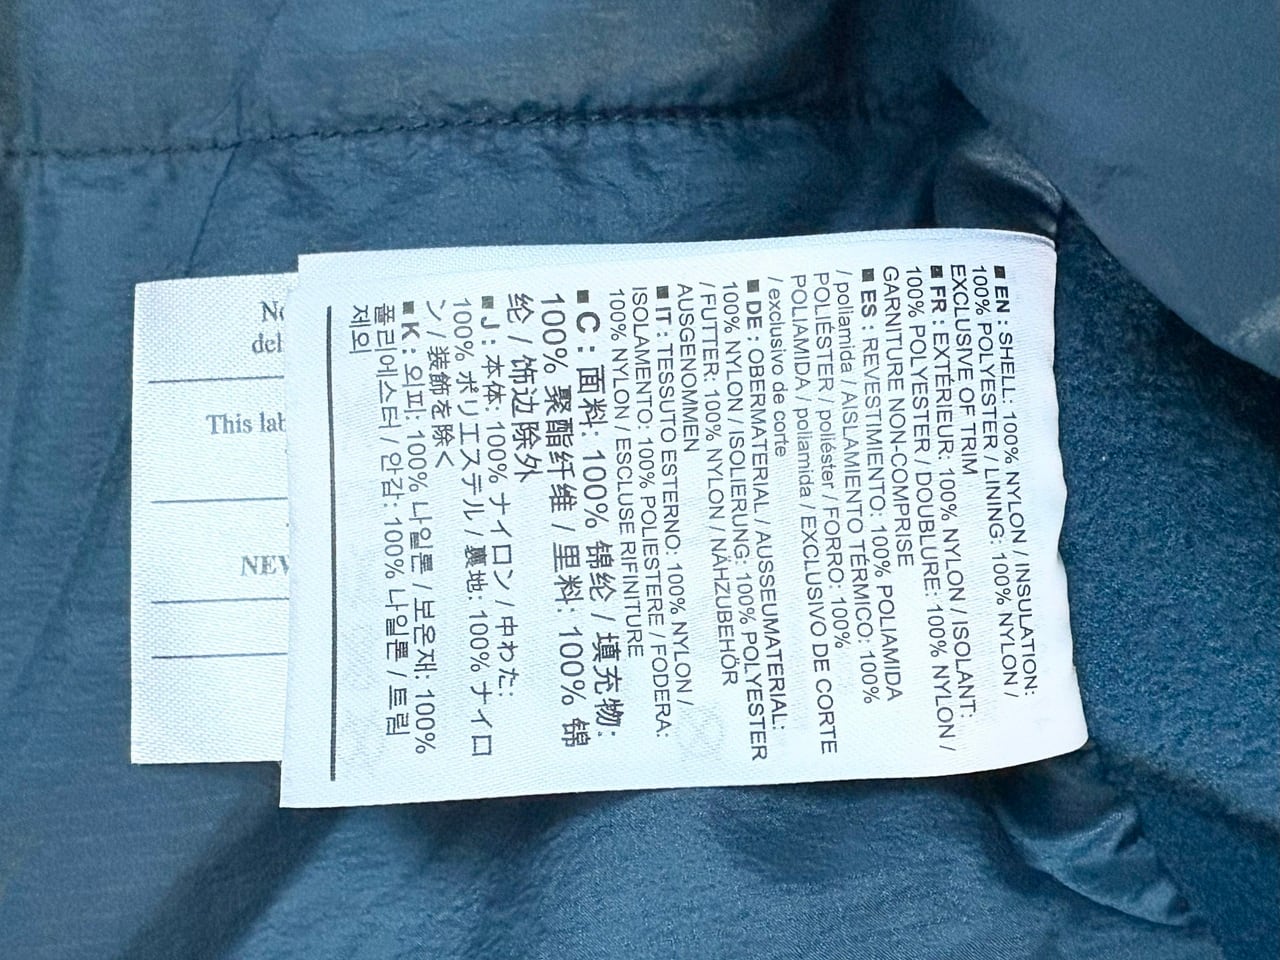 ■ EN : SHELL: 100% NYLON / INSULATION:
100% POLYESTER / LINING: 100% NYLON /
EXCLUSIVE OF TRIM
■ FR : EXTÉRIEUR: 100% NYLON / ISOLANT:
100% POLYESTER / DOUBLURE: 100% NYLON /
GARNITURE NON-COMPRISE
■ ES : REVESTIMIENTO: 100% POLIAMIDA
/ poliamida / AISLAMIENTO TÉRMICO: 100%
POLIÉSTER / poliéster / FORRO: 100%
POLIAMIDA / poliamida / EXCLUSIVO DE CORTE
/ exclusivo de corte
■ DE : OBERMATERIAL / AUSSEUMATERIAL:
100% NYLON / ISOLIERUNG: 100% POLYESTER
/ FUTTER: 100% NYLON / NÄHZUBEHÖR
AUSGENOMMEN
■ IT : TESSUTO ESTERNO: 100% NYLON /
ISOLAMENTO: 100% POLIESTERE / FODERA:
100% NYLON / ESCLUSE RIFINITURE
■ C : 面料: 100% 锦纶 / 填充物:
100% 聚酯纤维 / 里料: 100% 锦
纶 / 饰边除外
■ J : 本体: 100% ナイロン / 中わた:
100% ポリエステル / 裏地: 100% ナイロ
ン / 装飾を除く
■ K : 외피: 100% 나일론 / 보온재: 100%
폴리에스터 / 안감: 100% 나일론 / 트림
제외
del
This lab
NEW